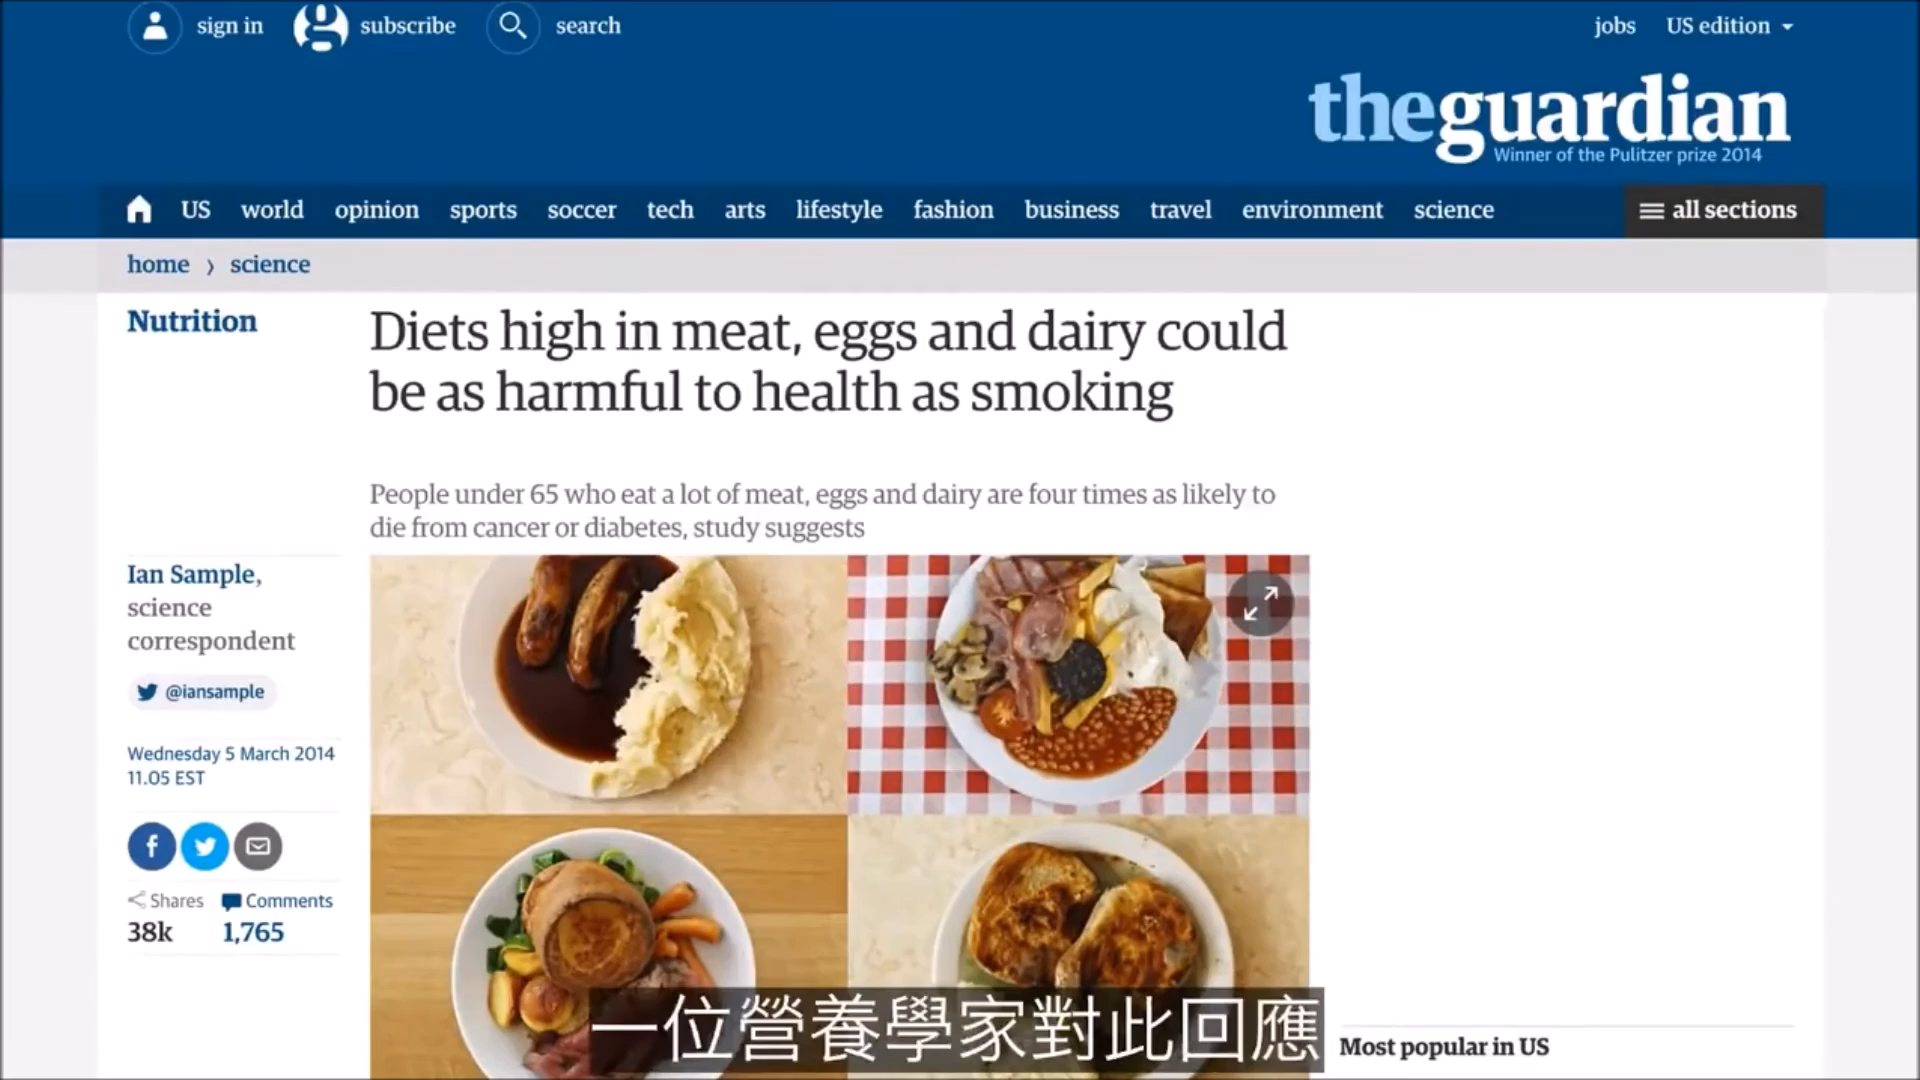 sign in
subscribe
search
jobs
US edition
theguardian
Winner of the Pulitzer prize 2014
US world opinion sports soccer tech arts lifestyle fashion business travel environment science
all sections
home › science
Nutrition
Diets high in meat, eggs and dairy could
be as harmful to health as smoking
People under 65 who eat a lot of meat, eggs and dairy are four times as likely to
die from cancer or diabetes, study suggests
Ian Sample,
science
correspondent
@iansample
Wednesday 5 March 2014
11.05 EST
Shares
38k
Comments
1,765
一位營養學家對此回應
Most popular in US